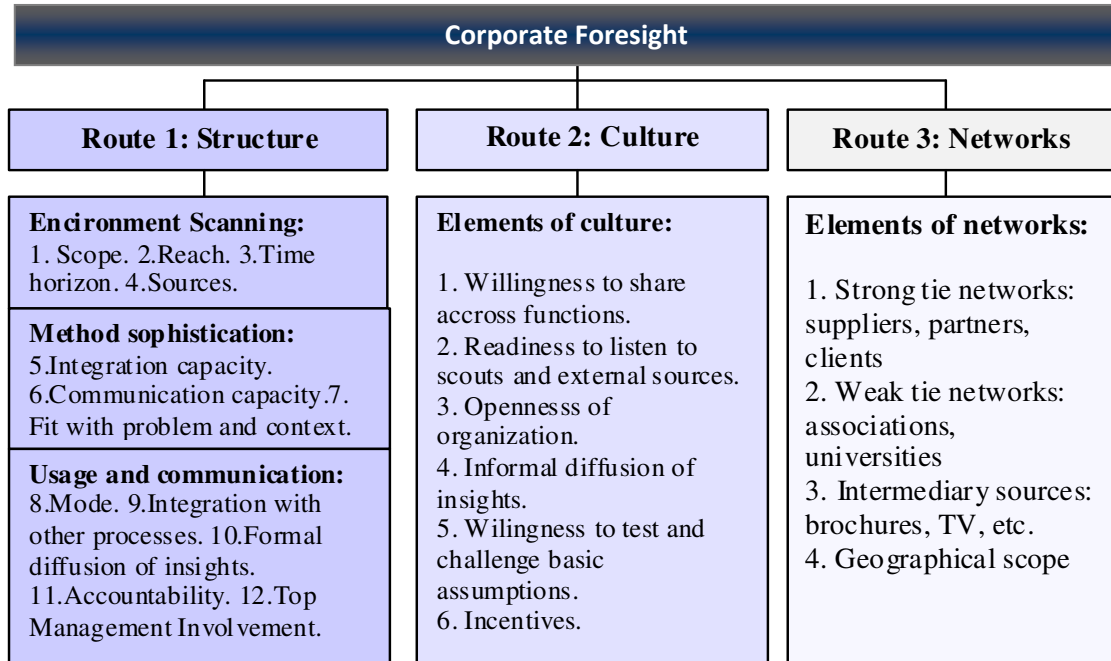 Corporate Foresight
Route 1: Structure
Encironment Scanning:
1. Scope. 2.Reach. 3.Time
horizon. 4.Sources.
Method sophistication:
5.Integration capacity.
6.Communication capacity.7.
Fit with problem and context.
Usage and communication:
8.Mode. 9.Integration with
other processes. 10.Formal
diffusion of insights.
11.Accountability. 12.Top
Management Involvement.
Route 2: Culture
Elements of culture:
1. Willingness to share
accross functions.
2. Readiness to listen to
scouts and external sources.
3. Opennesss of
organization.
4. Informal diffusion of
insights.
5. Willingness to test and
challenge basic
assumptions.
6. Incentives.
Route 3: Networks
Elements of networks:
1. Strong tie networks:
suppliers, partners,
clients
2. Weak tie networks:
associations,
universities
3. Intermediary sources:
brochures, TV, etc.
4. Geographical scope